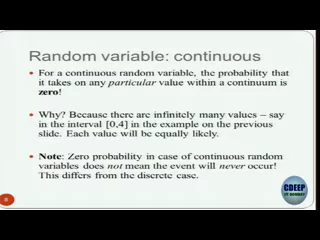 Random variable: continuous
• For a continuous random variable, the probability that
it takes on any particular value within a continuum is
zero!
• Why? Because there are infinitely many values – say
in the interval [0,4] in the example on the previous
slide. Each value will be equally likely.
• Note: Zero probability in case of continuous random
variables does not mean the event will never occur!
This differs from the discrete case.
8
CDEEP
IIT BOMBAY